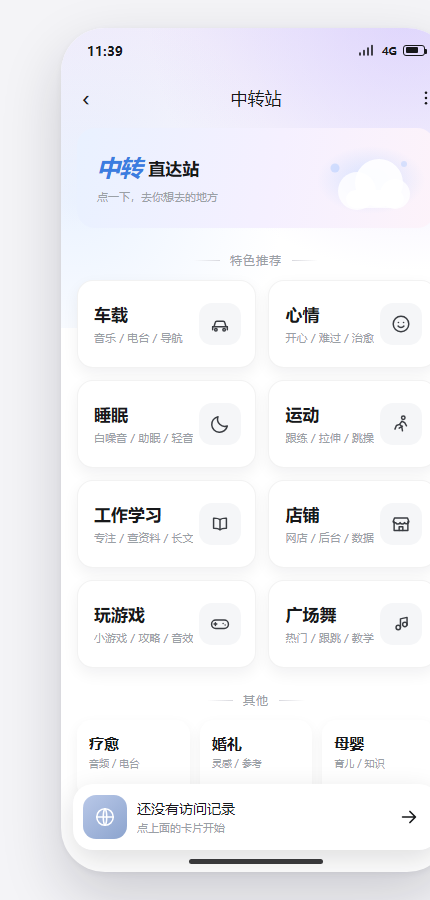 11:39
4G
中转站
中转 直达站
点一下，去你想去的地方
特色推荐
车载
音乐 / 电台 / 导航
心情
开心 / 难过 / 治愈
睡眠
白噪音 / 助眠 / 轻音
运动
跟练 / 拉伸 / 跳操
工作学习
专注 / 查资料 / 长文
店铺
网店 / 后台 / 数据
玩游戏
小游戏 / 攻略 / 音效
广场舞
热门 / 跟跳 / 教学
其他
疗愈
音频 / 电台
婚礼
灵感 / 参考
母婴
育儿 / 知识
还没有访问记录
点上面的卡片开始